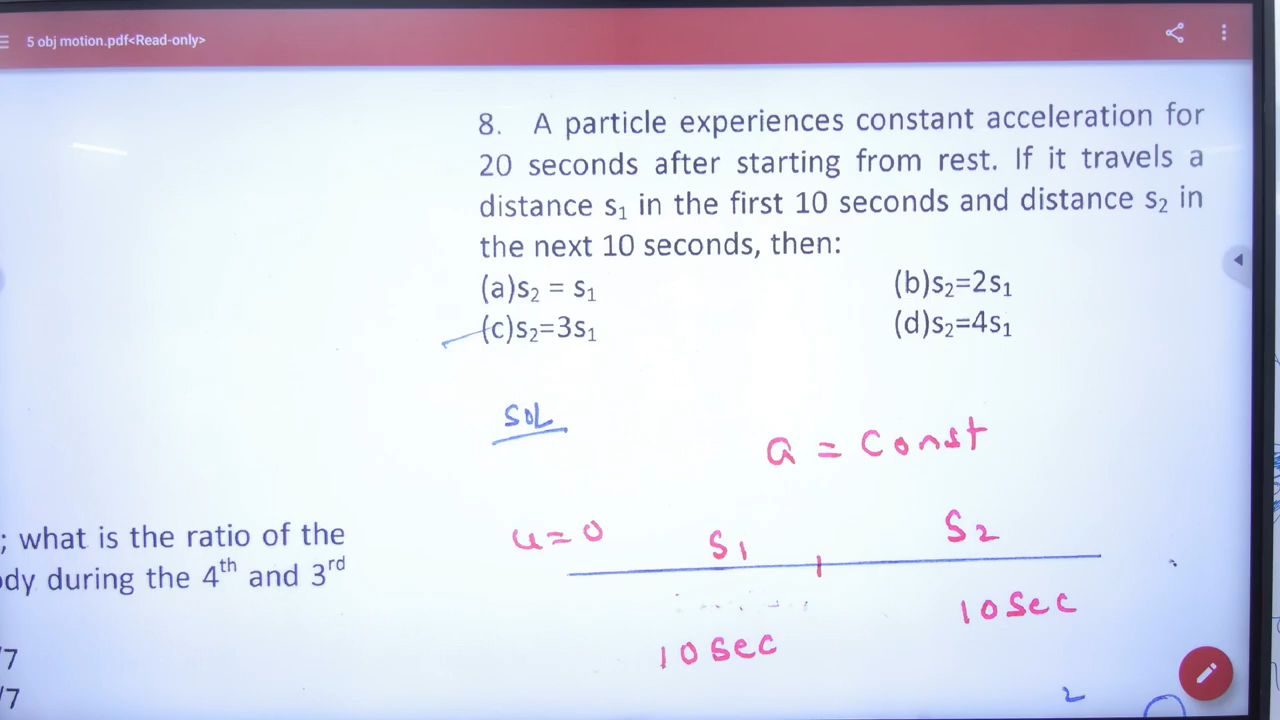 5 obj motion.pdf<Read-only>
8. A particle experiences constant acceleration for
20 seconds after starting from rest. If it travels a
distance s₁ in the first 10 seconds and distance s₂ in
the next 10 seconds, then:
(a)s₂ = s₁ (b)s₂=2s₁
(c)s₂=3s₁ (d)s₂=4s₁
SOL
a = const
; what is the ratio of the
ody during the 4th and 3rd
/7
/7
u=0 S₁ S₂
10sec 10sec
2